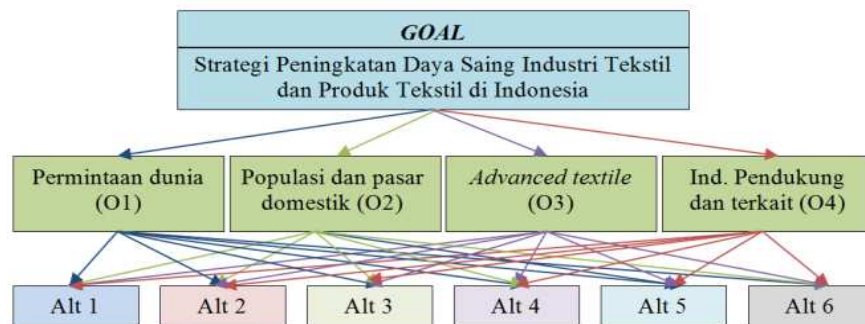 GOAL
Strategi Peningkatan Daya Saing Industri Tekstil
dan Produk Tekstil di Indonesia
Permintaan dunia
(O1)
Populasi dan pasar
domestik (O2)
Advanced textile
(O3)
Ind. Pendukung
dan terkait (O4)
Alt 1
Alt 2
Alt 3
Alt 4
Alt 5
Alt 6